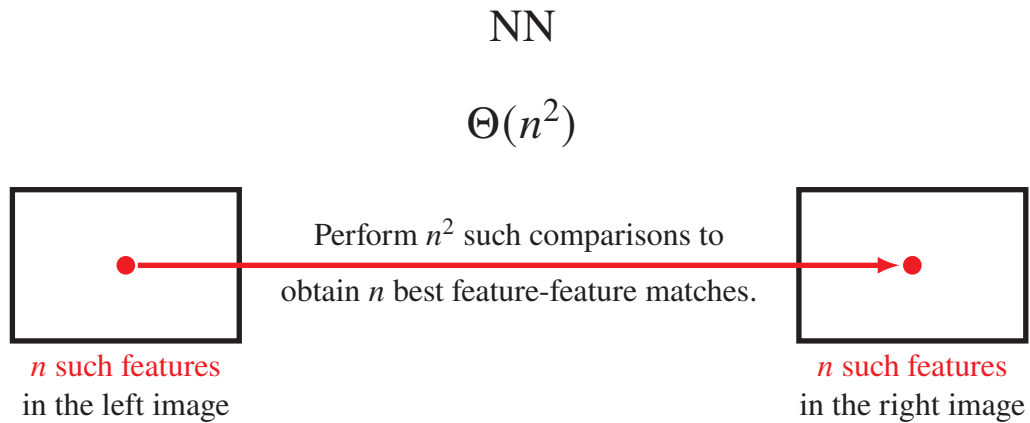 NN
Θ(n²)
Perform n² such comparisons to
obtain n best feature-feature matches.
n such features
in the left image
n such features
in the right image